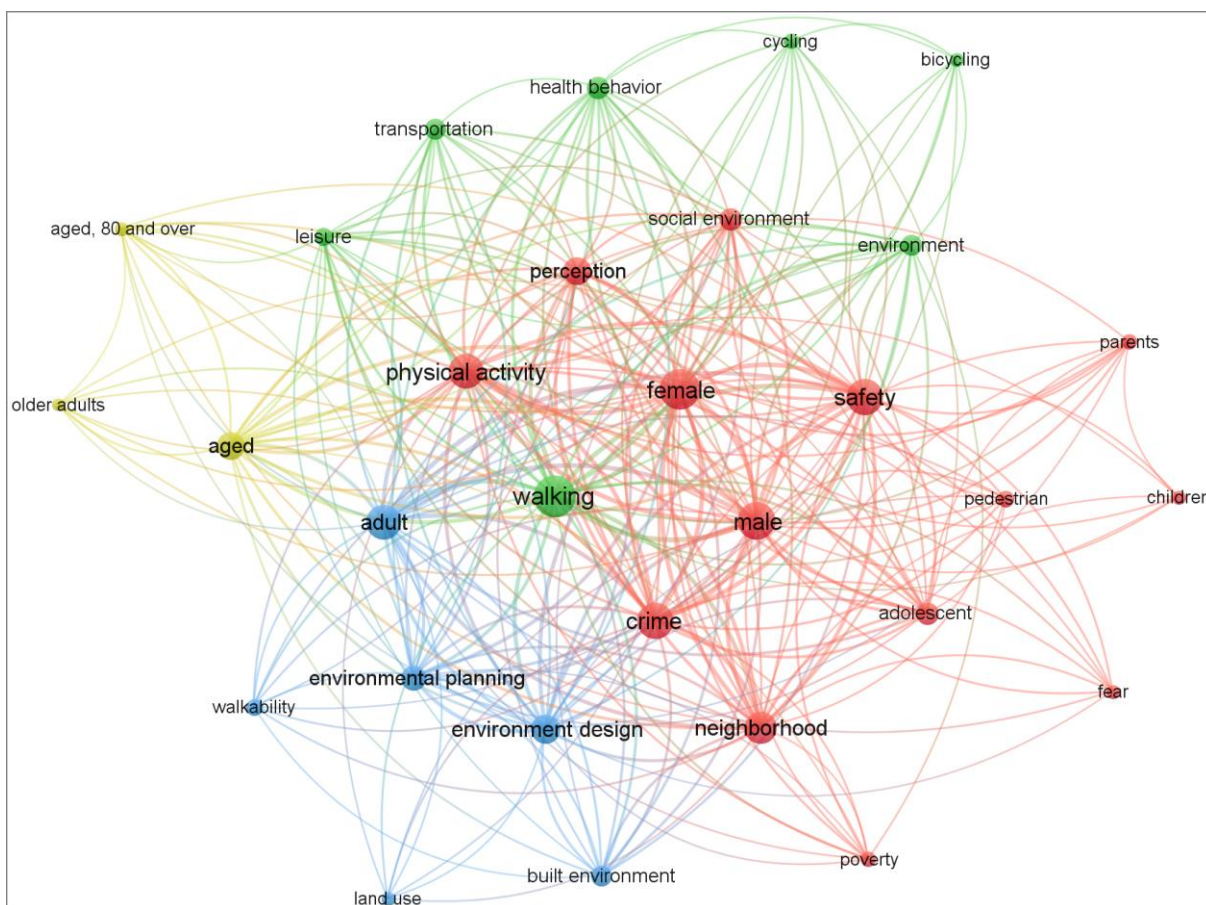 cycling
bicycling
health behavior
transportation
social environment
aged, 80 and over
leisure
environment
perception
parents
physical activity
female
safety
older adults
aged
walking
pedestrian
children
adult
male
crime
adolescent
environmental planning
fear
walkability
environment design
neighborhood
poverty
built environment
land use